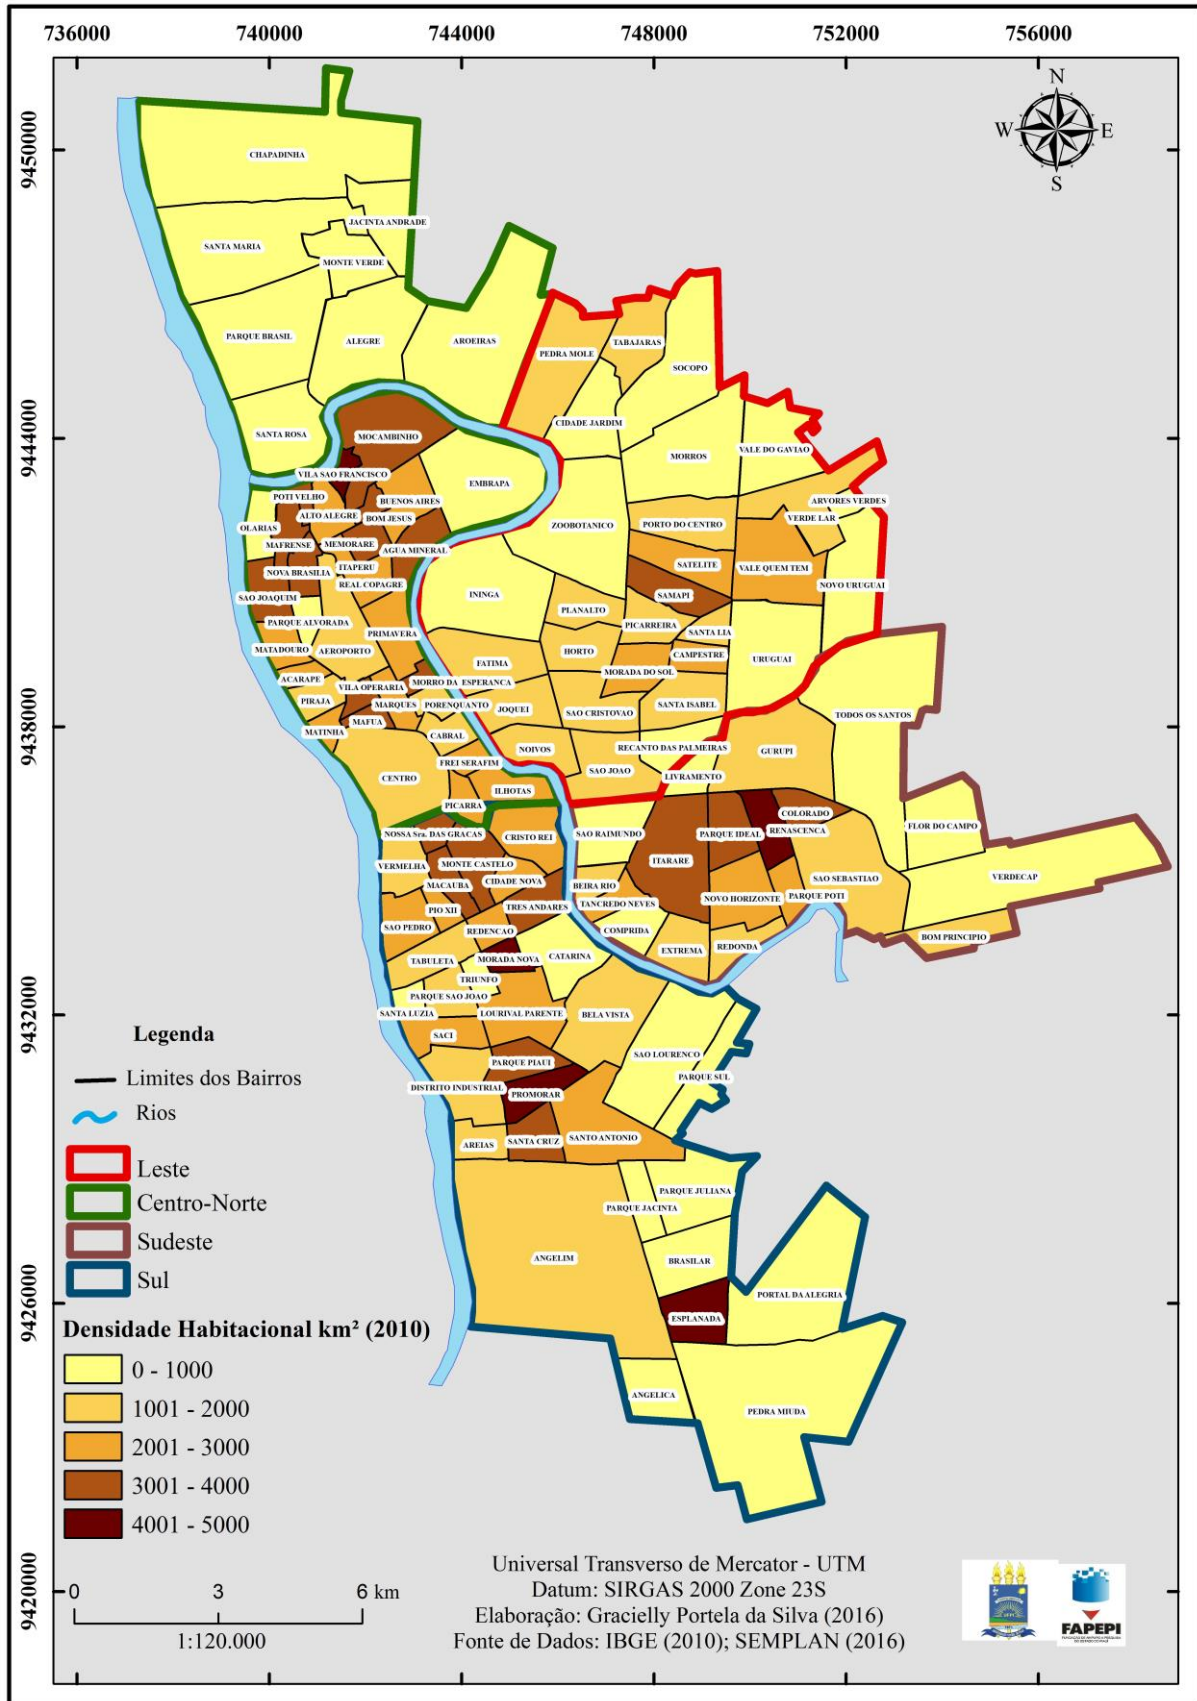 736000 740000 744000 748000 752000 756000
9450000
9444000
9438000
9432000
9426000
9420000
N
W E
S
CHAPADINHA
JACINTA ANDRADE
SANTA MARIA
MONTE VERDE
PARQUE BRASIL
ALEGRE
AROEIRAS
PEDRA MOLE
TABAJARAS
SOCOPO
SANTA ROSA
MOCAMBINHO
CIDADE JARDIM
MORROS
VALE DO GAVIAO
VILA SAO FRANCISCO
EMBRAPA
POTI VELHO
BUENOS AIRES
ARVORES VERDES
ALTO ALEGRE
BOM JESUS
VERDE LAR
OLARIAS
ZOOBOTANICO
PORTO DO CENTRO
MAFRENSE
MEMORARE
AGUA MINERAL
NOVA BRASILIA
ITAPERU
SATELITE
VALE QUEM TEM
REAL COPAGRE
NOVO URUGUAI
SAO JOAQUIM
ININGA
SAMAPI
PLANALTO
PARQUE ALVORADA
PRIMAVERA
PICARREIRA
SANTA LIA
MATADOURO
AEROPORTO
HORTO
CAMPESTRE
URUGUAI
FATIMA
MORADA DO SOL
ACARAPE
VILA OPERARIA
MORRO DA ESPERANCA
PIRAJA
MARQUES
PORENQUANTO
JOQUEI
SAO CRISTOVAO
SANTA ISABEL
TODOS OS SANTOS
MAFUA
MATINHA
CABRAL
NOIVOS
RECANTO DAS PALMEIRAS
GURUPI
FREI SERAFIM
SAO JOAO
LIVRAMENTO
CENTRO
ILHOTAS
PICARRA
COLORADO
FLOR DO CAMPO
NOSSA Sra. DAS GRACAS
CRISTO REI
SAO RAIMUNDO
PARQUE IDEAL
RENASCENCA
VERMELHA
MONTE CASTELO
ITARARE
VERDECAP
SAO SEBASTIAO
MACAUBA
CIDADE NOVA
BEIRA RIO
PARQUE POTI
TANCREDO NEVES
NOVO HORIZONTE
PIO XII
TRES ANDARES
SAO PEDRO
REDENCAO
COMPRIDA
BOM PRINCIPIO
EXTREMA
REDONDA
TABULETA
MORADA NOVA
CATARINA
TRIUNFO
PARQUE SAO JOAO
SANTA LUZIA
LOURIVAL PARENTE
BELA VISTA
SACI
SAO LOURENCO
PARQUE PIAUI
PARQUE SUL
DISTRITO INDUSTRIAL
PROMORAR
AREIAS
SANTA CRUZ
SANTO ANTONIO
PARQUE JULIANA
PARQUE JACINTA
ANGELIM
BRASILAR
PORTAL DA ALEGRIA
ESPLANADA
ANGELICA
PEDRA MIUDA
Legenda
Limites dos Bairros
Rios
Leste
Centro-Norte
Sudeste
Sul
Densidade Habitacional km² (2010)
0 - 1000
1001 - 2000
2001 - 3000
3001 - 4000
4001 - 5000
0 3 6 km
1:120.000
Universal Transverso de Mercator - UTM
Datum: SIRGAS 2000 Zone 23S
Elaboração: Gracielly Portela da Silva (2016)
Fonte de Dados: IBGE (2010); SEMPLAN (2016)
FAPEPI